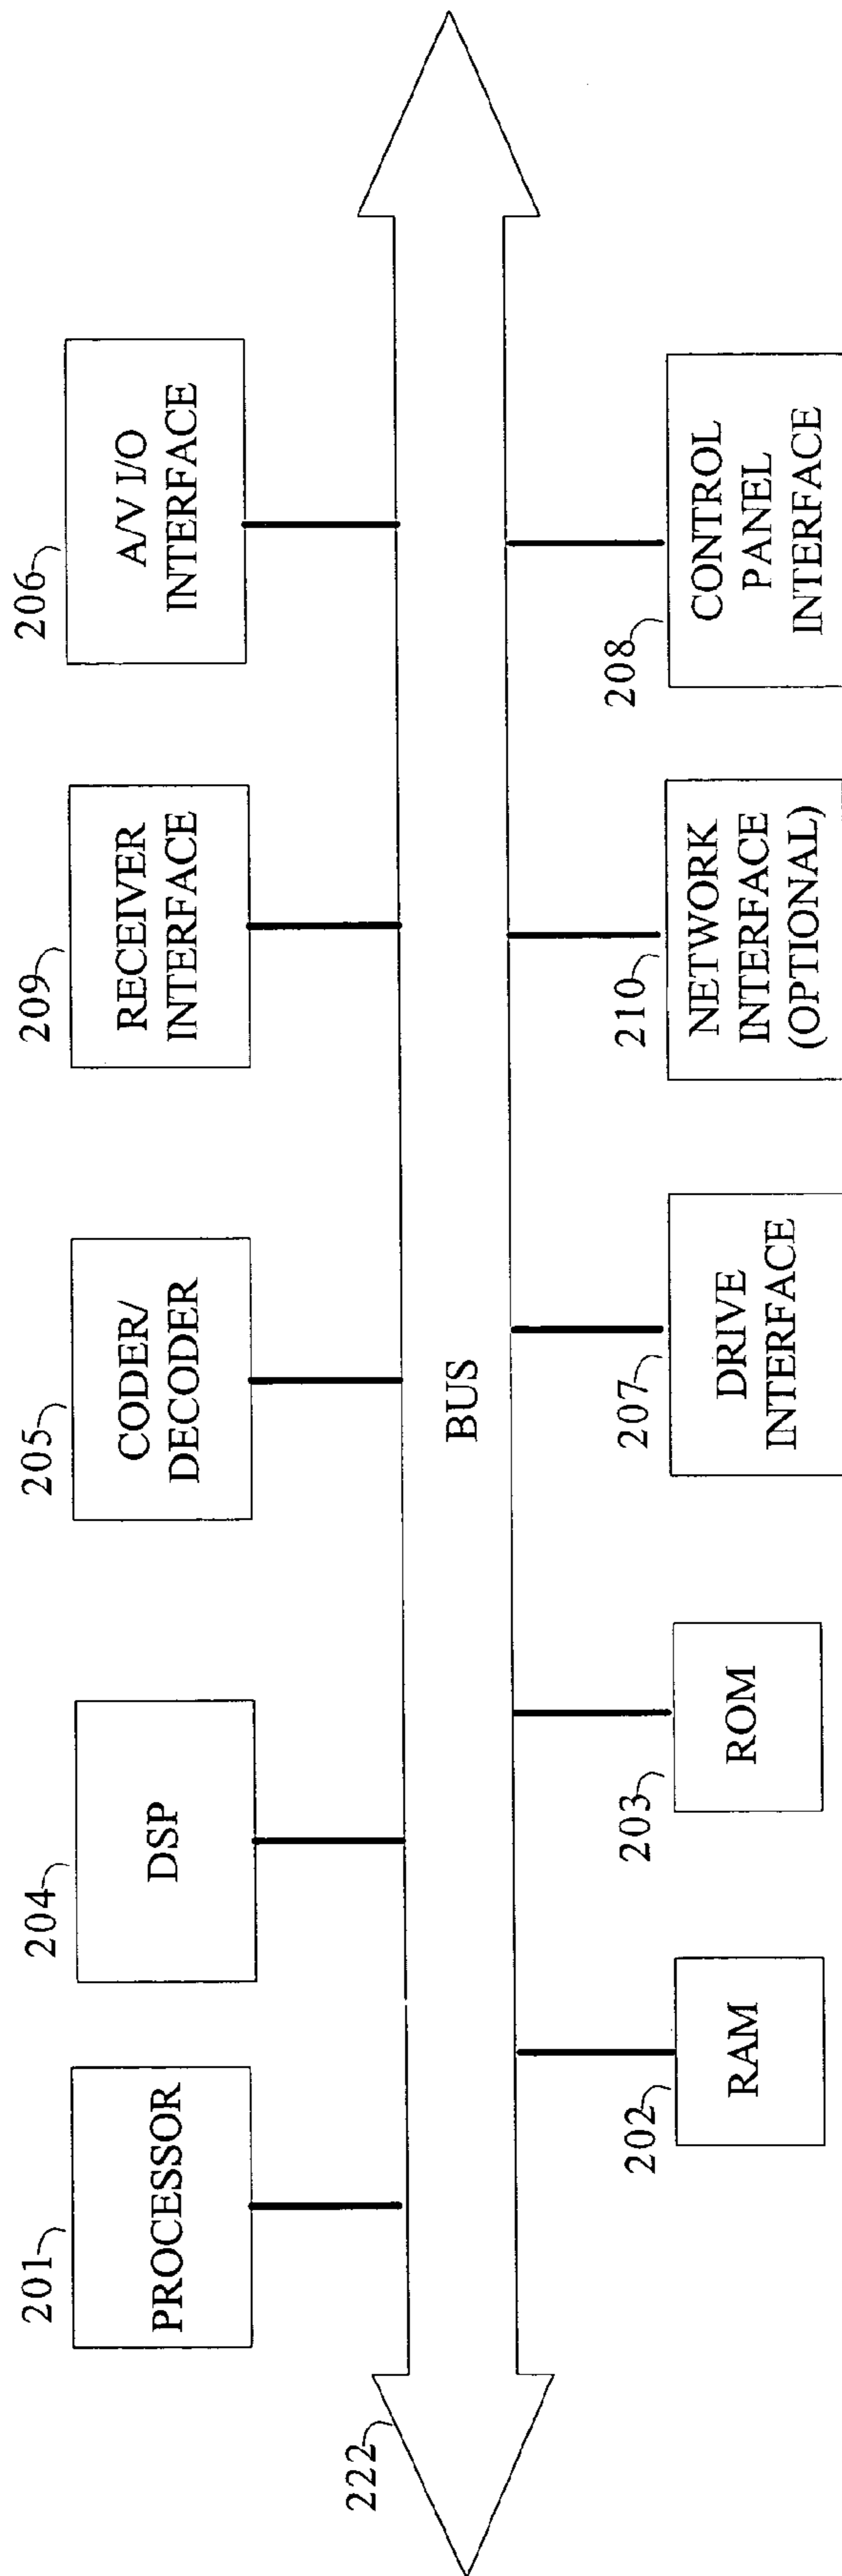 201
PROCESSOR
204
DSP
205
CODER/
DECODER
209
RECEIVER
INTERFACE
206
A/V I/O
INTERFACE
222
BUS
202
RAM
203
ROM
207
DRIVE
INTERFACE
210
NETWORK
INTERFACE
(OPTIONAL)
208
CONTROL
PANEL
INTERFACE